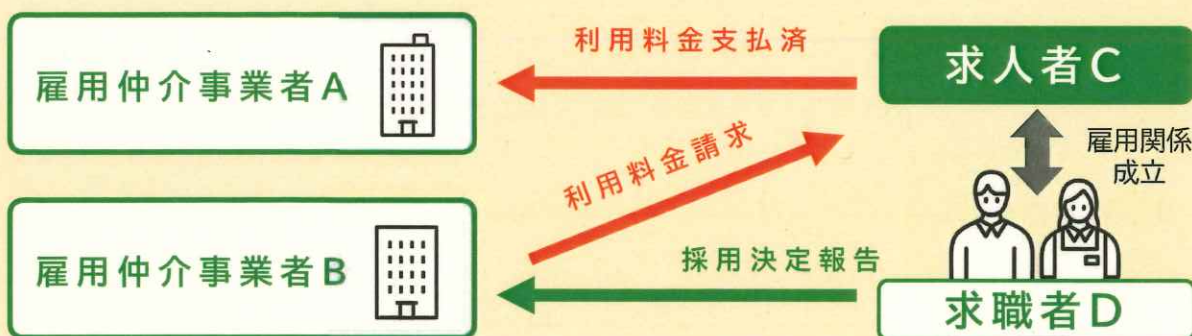 雇用仲介事業者A
利用料金支払済
求人者C
利用料金請求
雇用関係
成立
雇用仲介事業者B
採用決定報告
求職者D